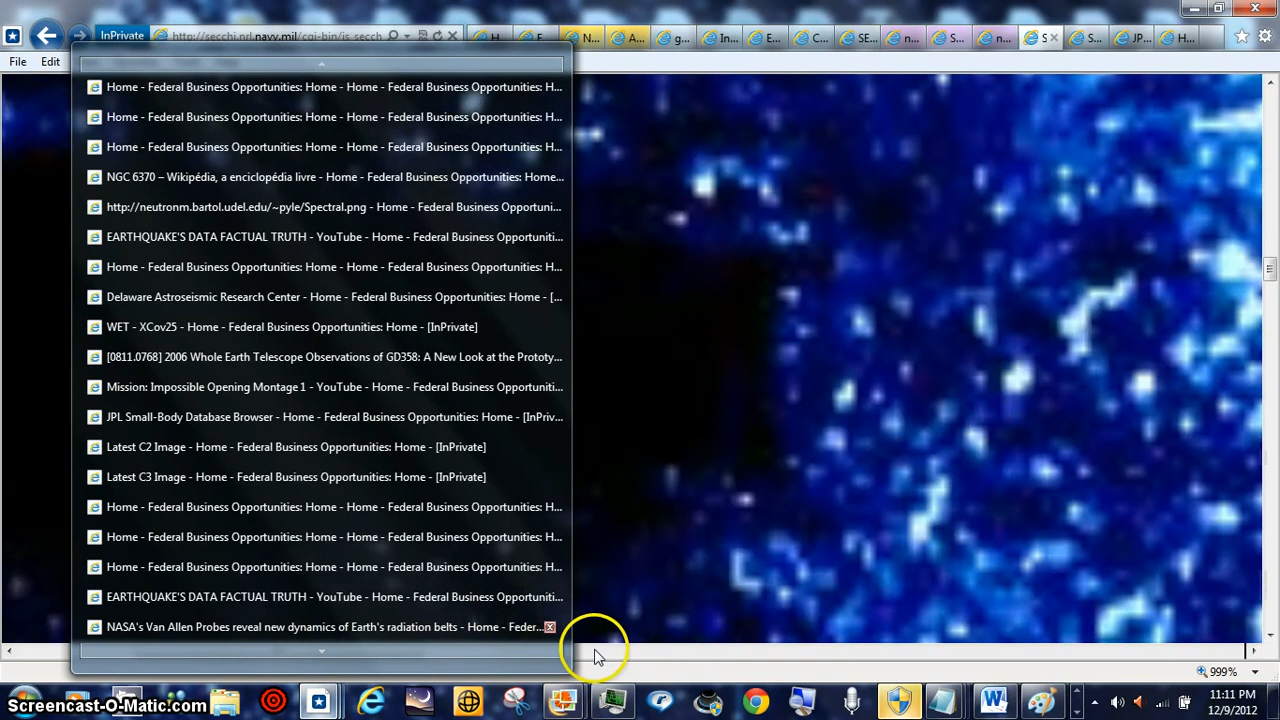 InPrivate http://secchi.nrl.navy.mil/cgi-bin/is_secch H F N... A... g... In... E... C... SE... n... S... n... S S... JP... H...
File Edit
Home - Federal Business Opportunities: Home - Home - Federal Business Opportunities: H...
Home - Federal Business Opportunities: Home - Home - Federal Business Opportunities: H...
Home - Federal Business Opportunities: Home - Home - Federal Business Opportunities: H...
NGC 6370 – Wikipédia, a enciclopédia livre - Home - Federal Business Opportunities: Home...
http://neutronm.bartol.udel.edu/~pyle/Spectral.png - Home - Federal Business Opportuni...
EARTHQUAKE'S DATA FACTUAL TRUTH - YouTube - Home - Federal Business Opportuniti...
Home - Federal Business Opportunities: Home - Home - Federal Business Opportunities: H...
Delaware Astroseismic Research Center - Home - Federal Business Opportunities: Home - [...
WET - XCov25 - Home - Federal Business Opportunities: Home - [InPrivate]
[0811.0768] 2006 Whole Earth Telescope Observations of GD358: A New Look at the Prototy...
Mission: Impossible Opening Montage 1 - YouTube - Home - Federal Business Opportuniti...
JPL Small-Body Database Browser - Home - Federal Business Opportunities: Home - [InPriv...
Latest C2 Image - Home - Federal Business Opportunities: Home - [InPrivate]
Latest C3 Image - Home - Federal Business Opportunities: Home - [InPrivate]
Home - Federal Business Opportunities: Home - Home - Federal Business Opportunities: H...
Home - Federal Business Opportunities: Home - Home - Federal Business Opportunities: H...
Home - Federal Business Opportunities: Home - Home - Federal Business Opportunities: H...
EARTHQUAKE'S DATA FACTUAL TRUTH - YouTube - Home - Federal Business Opportuniti...
NASA's Van Allen Probes reveal new dynamics of Earth's radiation belts - Home - Feder...
999%
11:11 PM
12/9/2012
Screencast-O-Matic.com